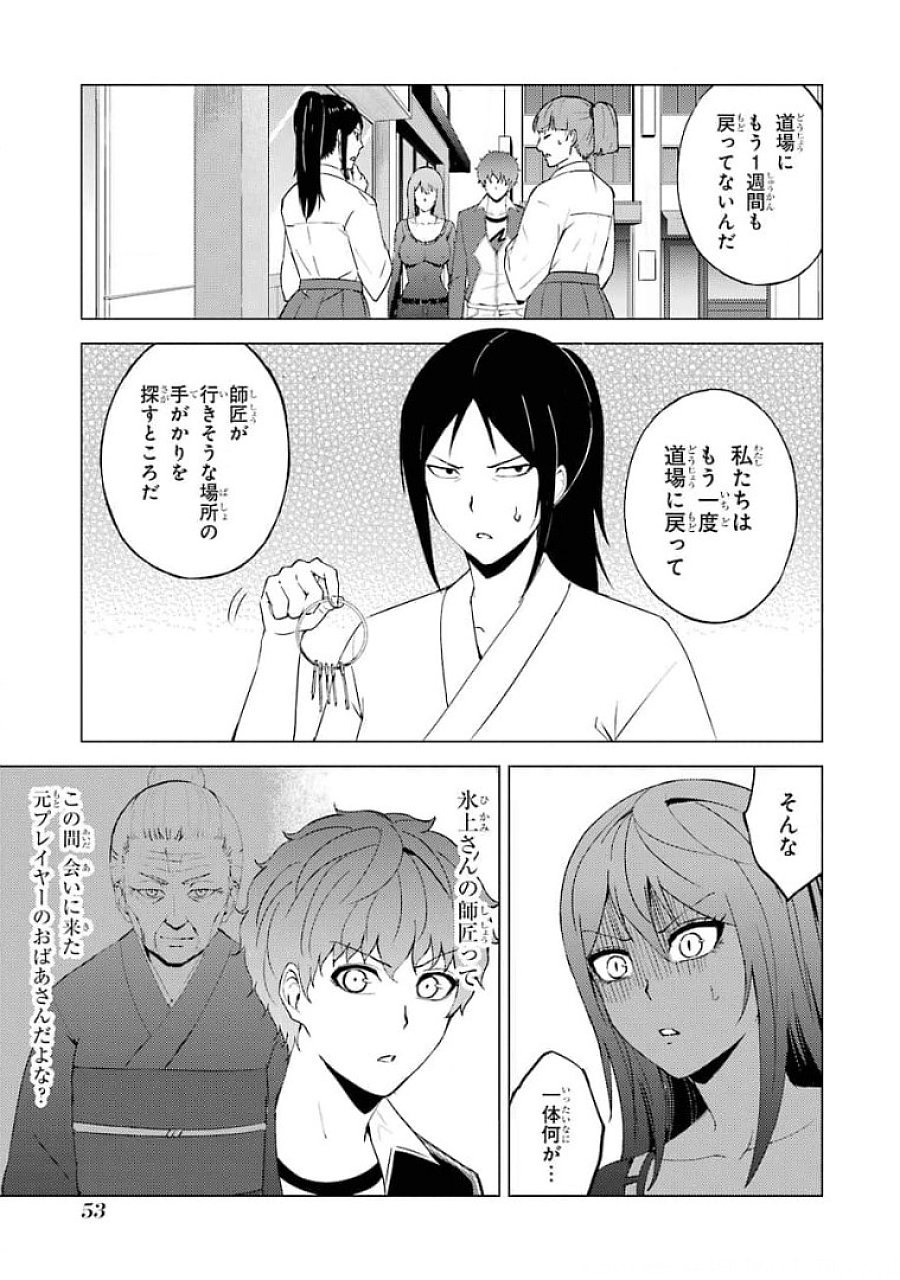 道場に
もう1週間も
戻ってないんだ
私たちは
もう一度
道場に戻って
師匠が
行きそうな場所の
手がかりを
探すところだ
そんな
一体何が…
氷上さんの師匠って
この間 会いに来た
元プレイヤーのおばあさんだよな?
53